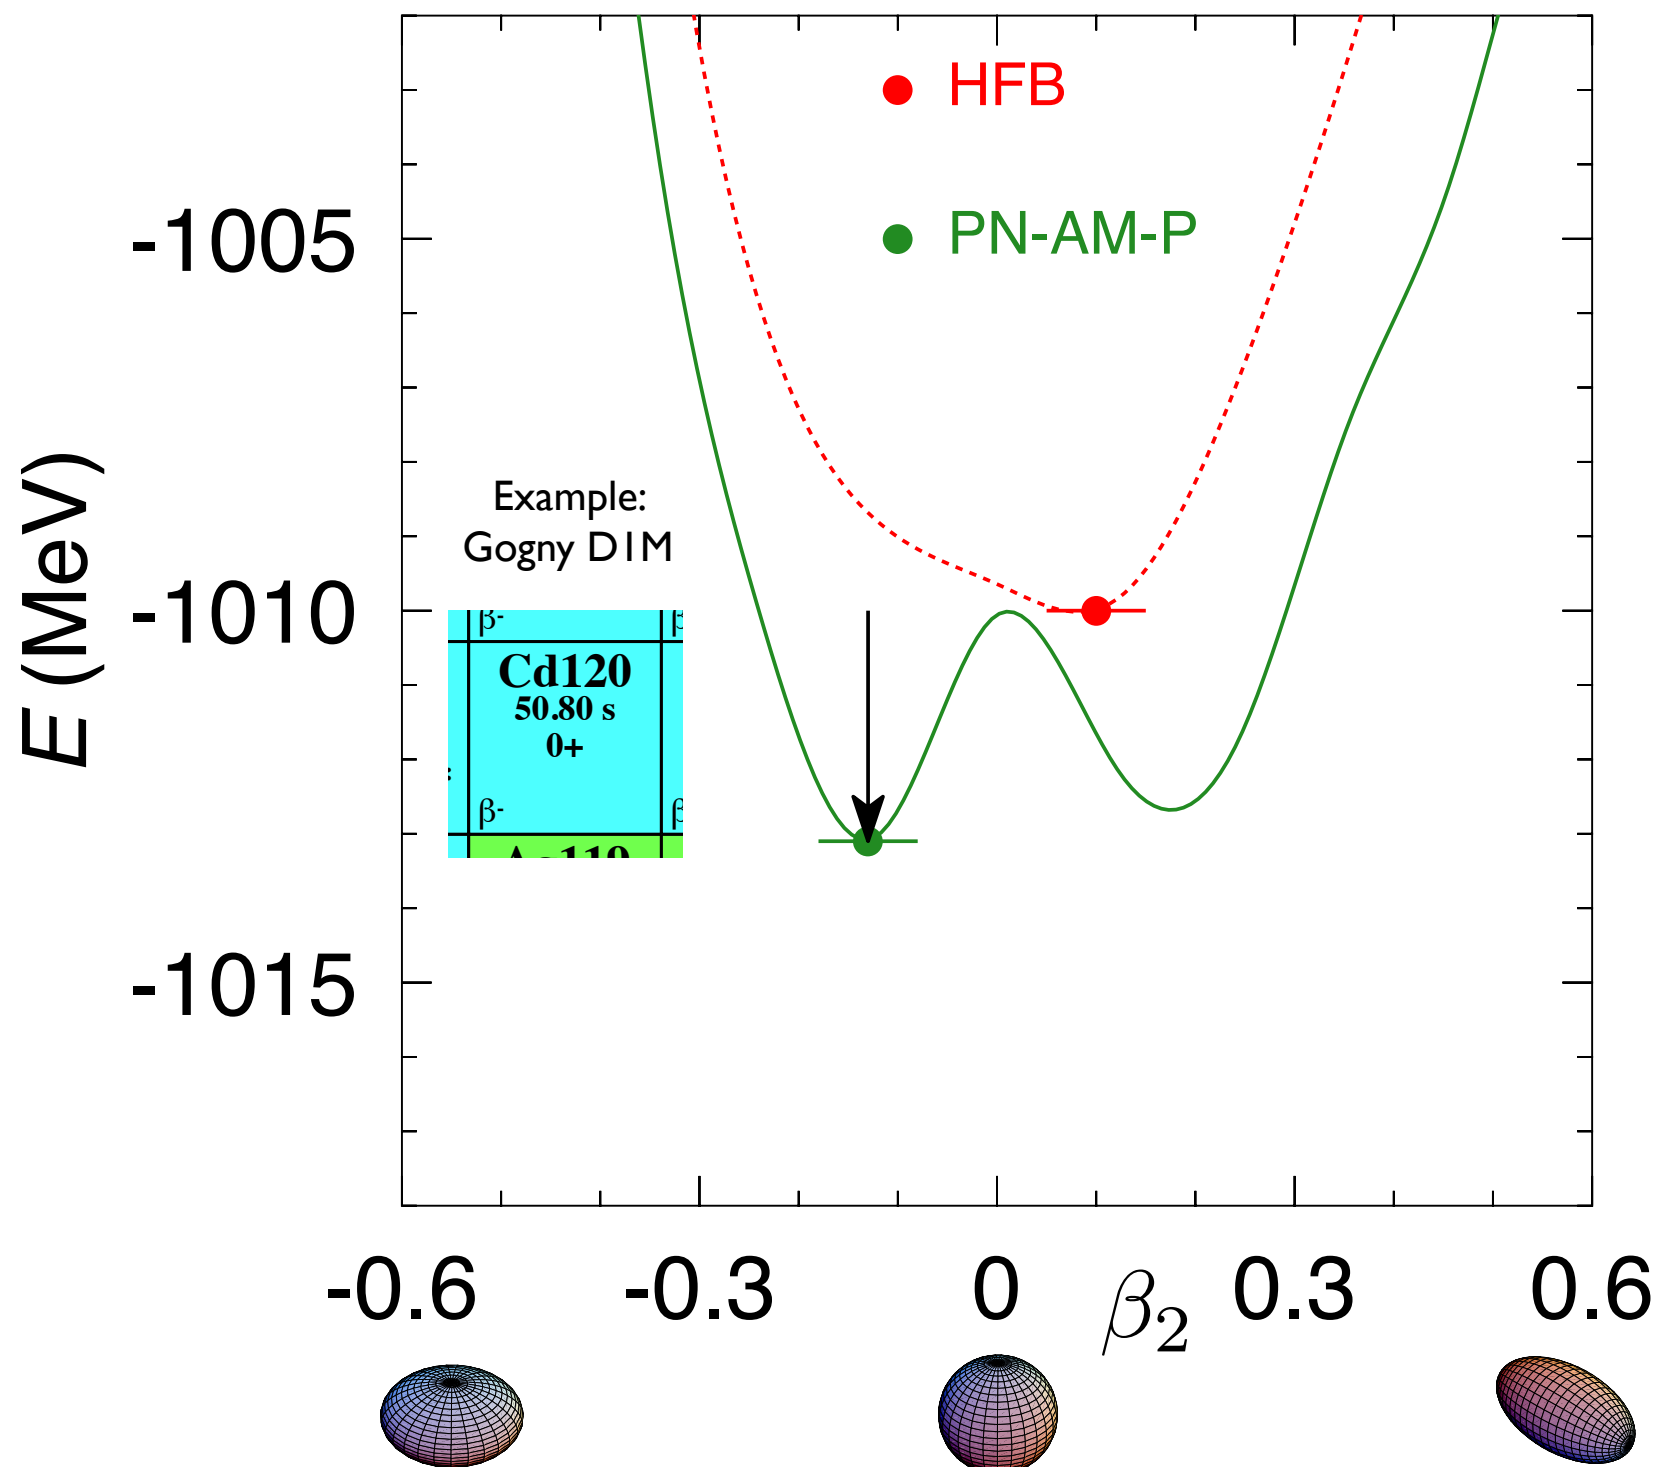 HFB
PN-AM-P
-1005
-1010
-1015
E (MeV)
Example:
Gogny D1M
β-
Cd120
50.80 s
0+
β-
-0.6
-0.3
0
0.3
0.6
β2